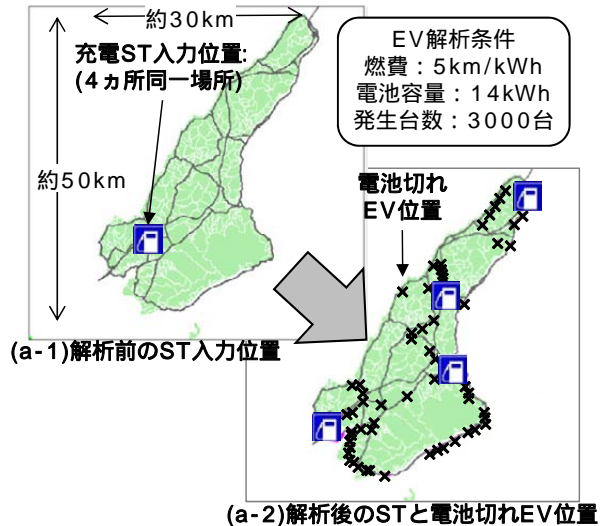 約30km
充電ST入力位置:
(4ヵ所同一場所)
約50km
(a-1)解析前のST入力位置
EV解析条件
燃費：5km/kWh
電池容量：14kWh
発生台数：3000台
電池切れ
EV位置
(a-2)解析後のSTと電池切れEV位置